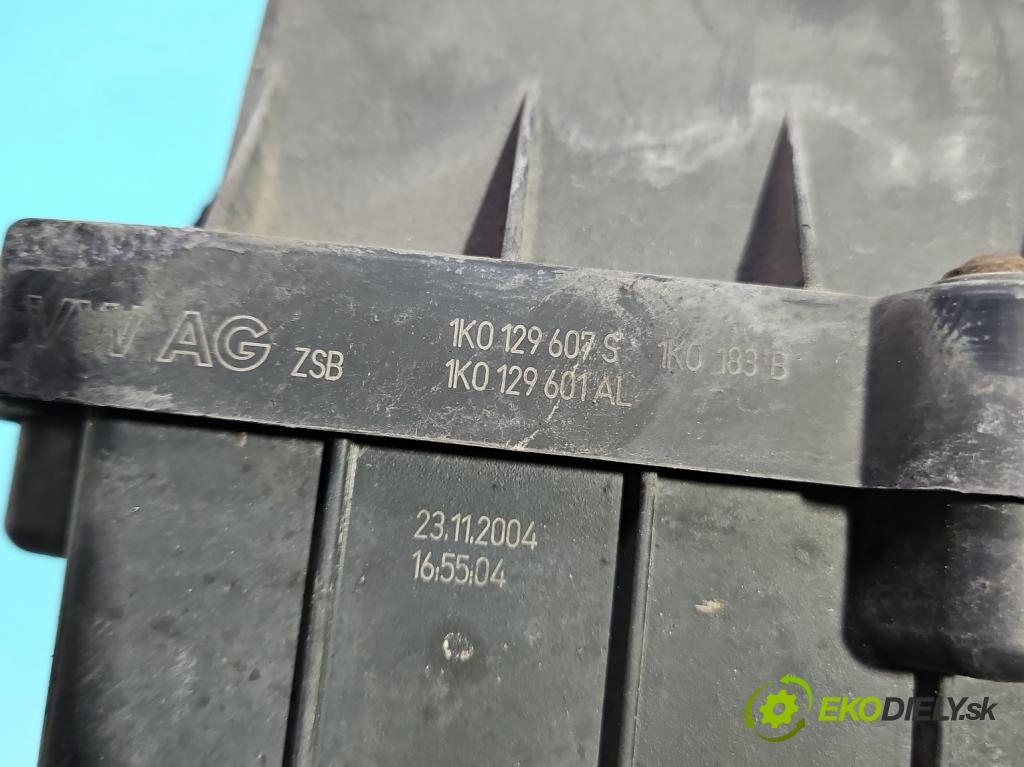 VW AG ZSB 1K0 129 607 S 1K0 183 B
1K0 129 601 AL
23.11.2004
16:55:04
EKODIELY.sk